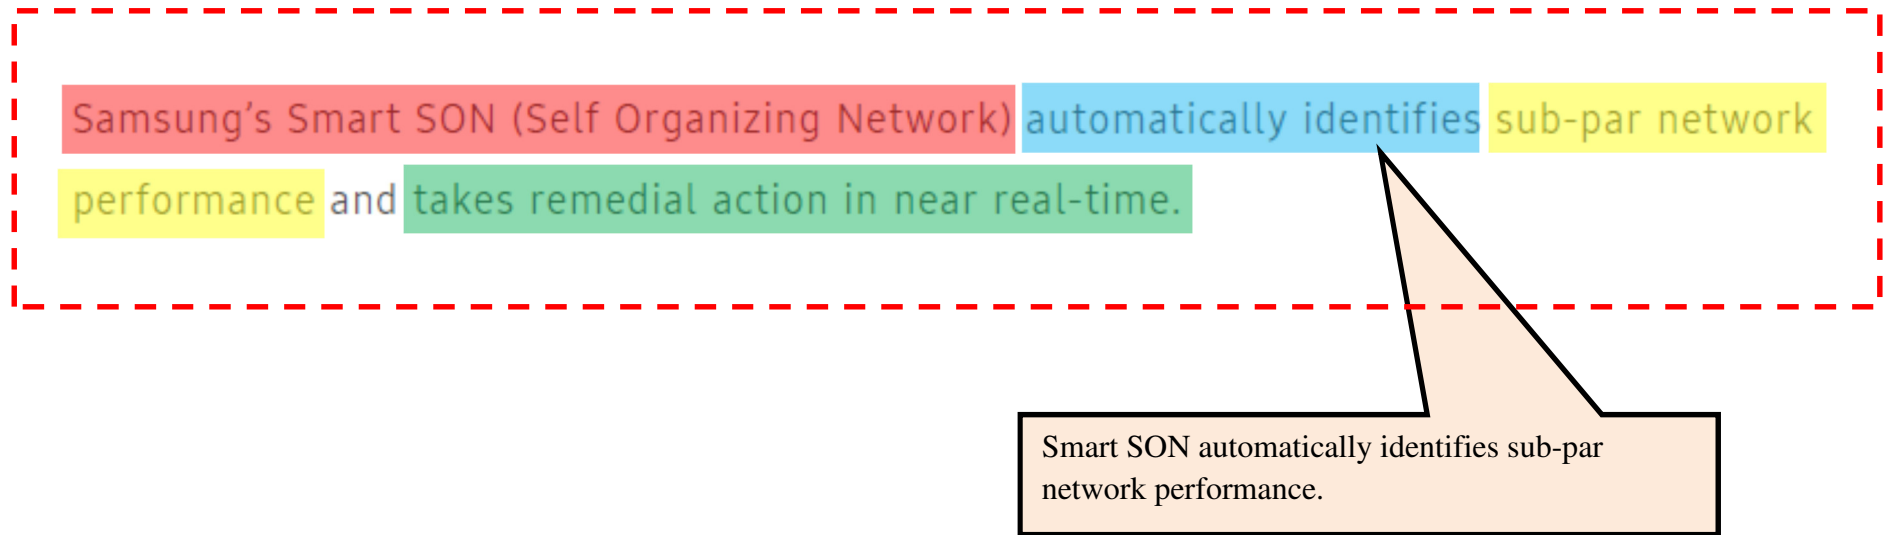 Samsung’s Smart SON (Self Organizing Network) automatically identifies sub-par network
performance and takes remedial action in near real-time.
Smart SON automatically identifies sub-par
network performance.